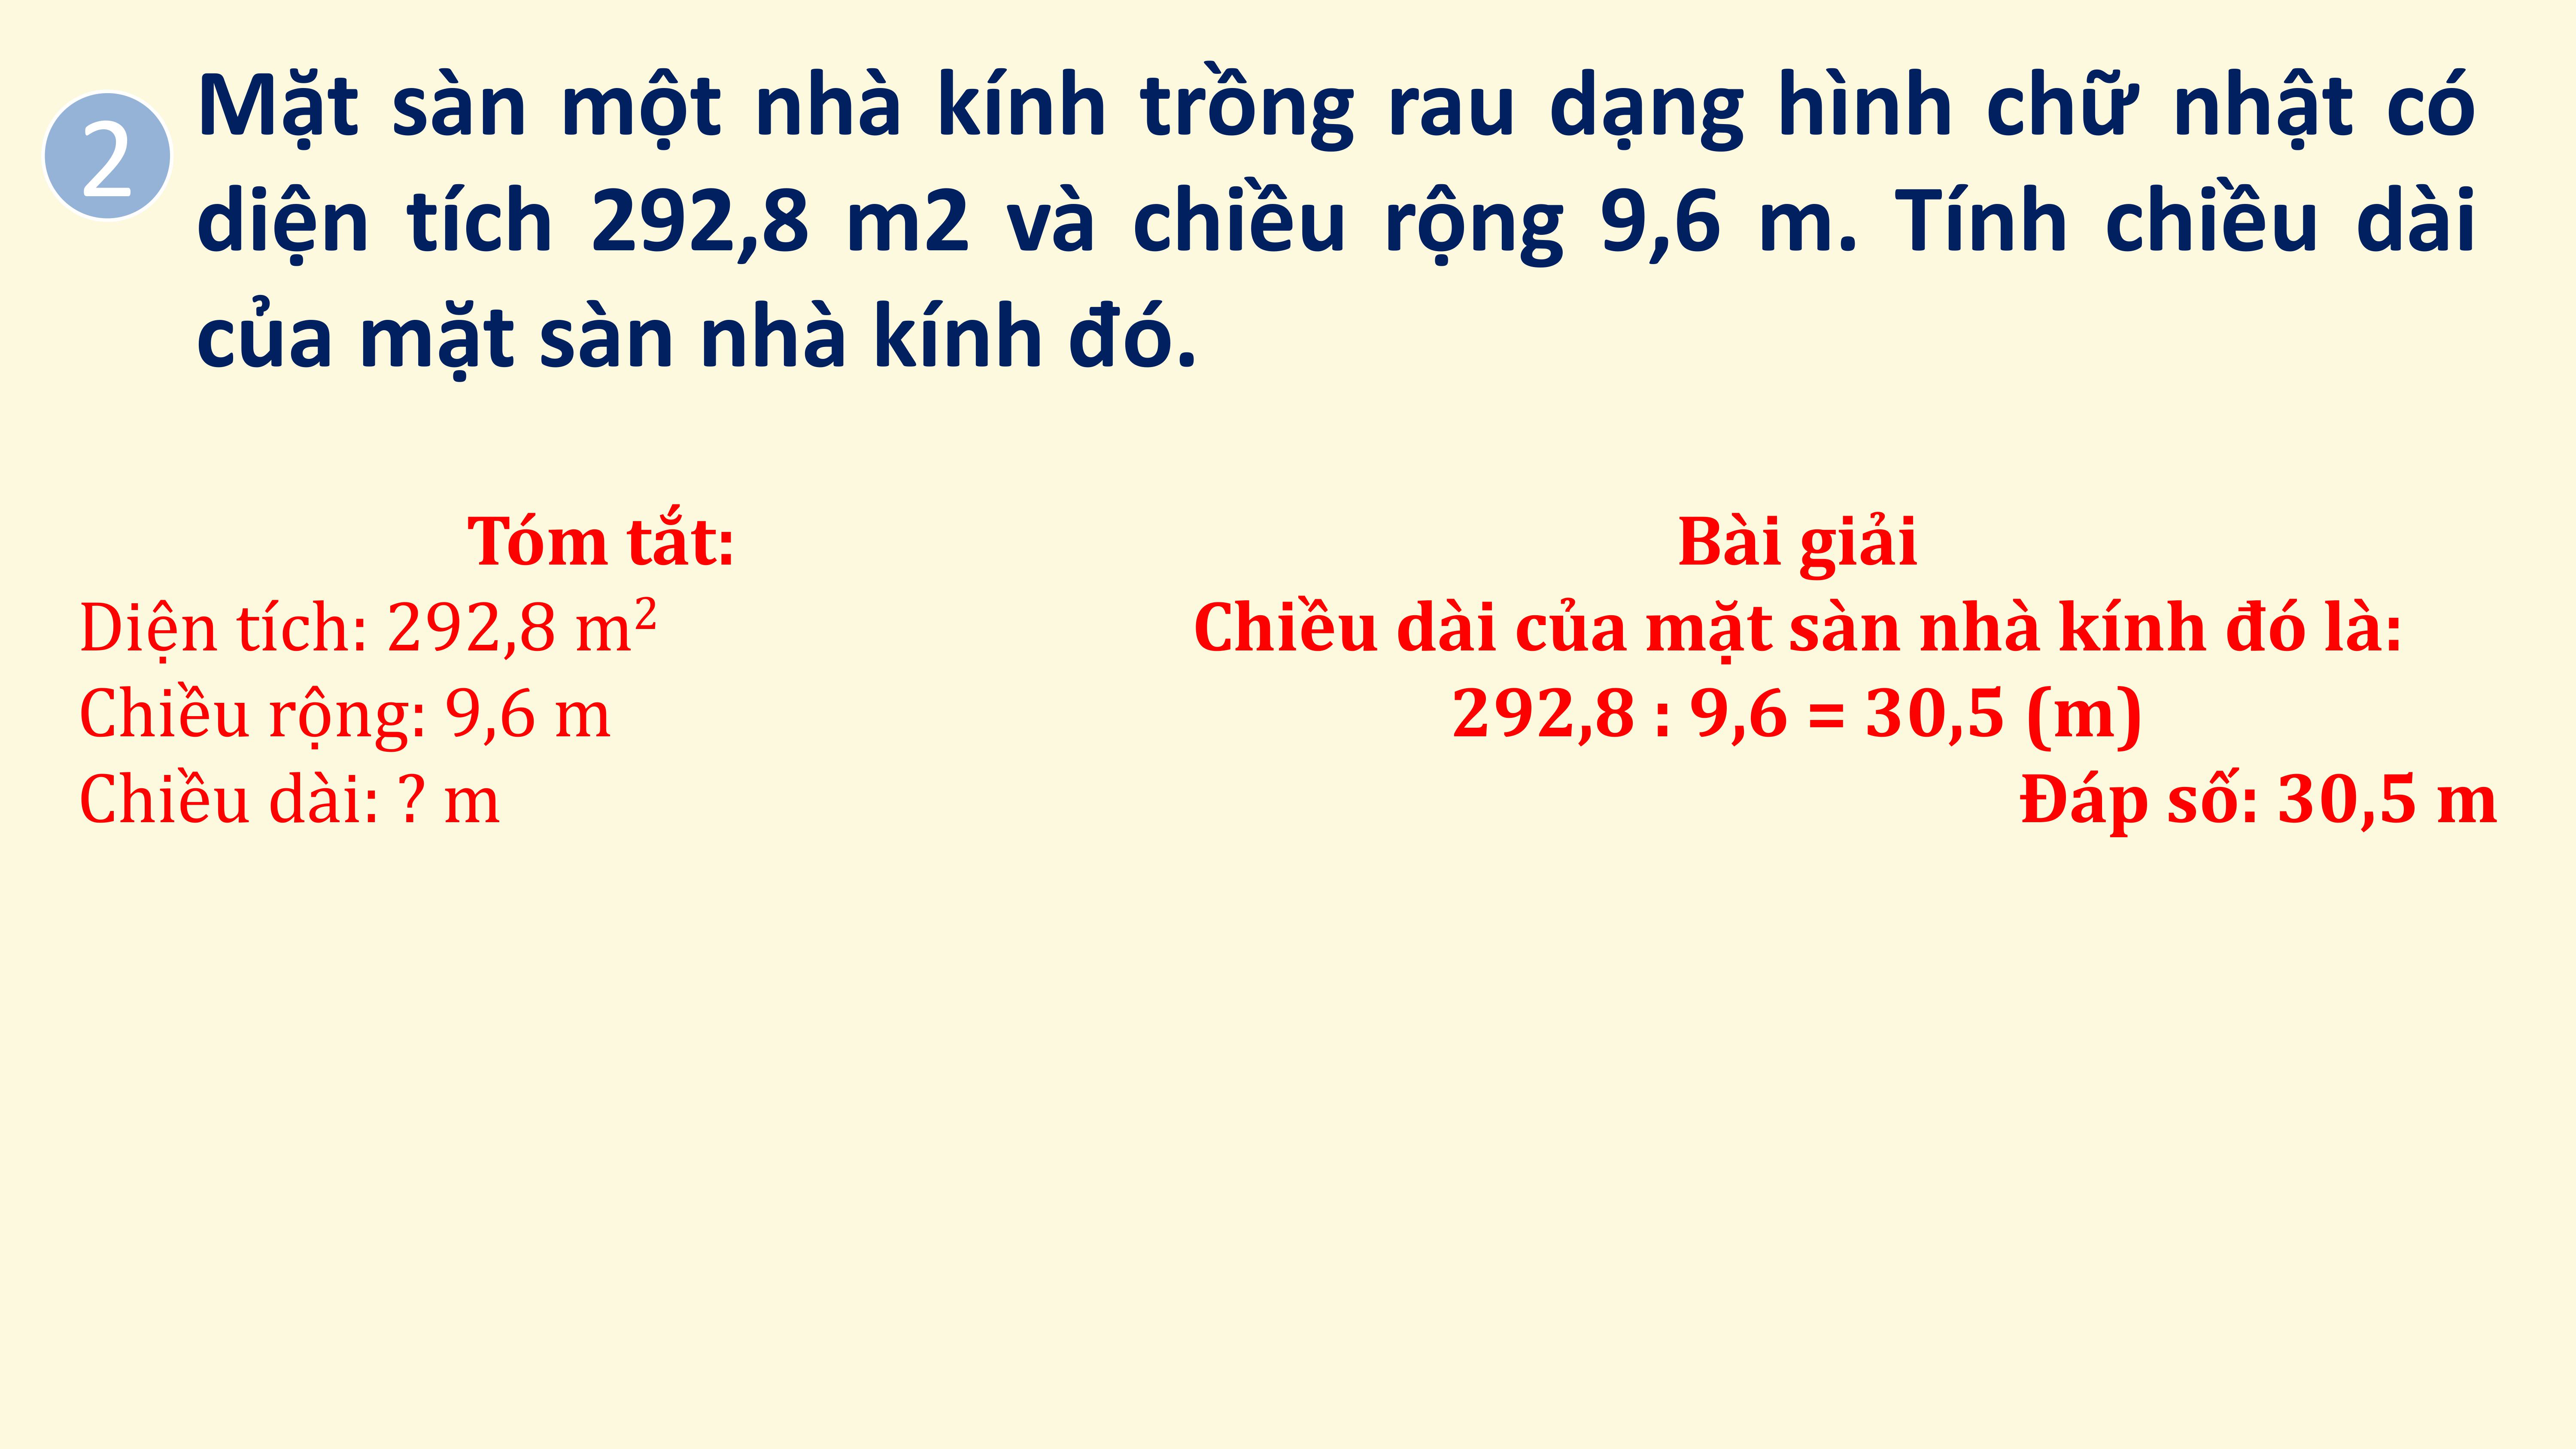 2
Mặt sàn một nhà kính trồng rau dạng hình chữ nhật có
diện tích 292,8 m2 và chiều rộng 9,6 m. Tính chiều dài
của mặt sàn nhà kính đó.
Tóm tắt:
Diện tích: 292,8 m²
Chiều rộng: 9,6 m
Chiều dài: ? m
Bài giải
Chiều dài của mặt sàn nhà kính đó là:
292,8 : 9,6 = 30,5 (m)
Đáp số: 30,5 m